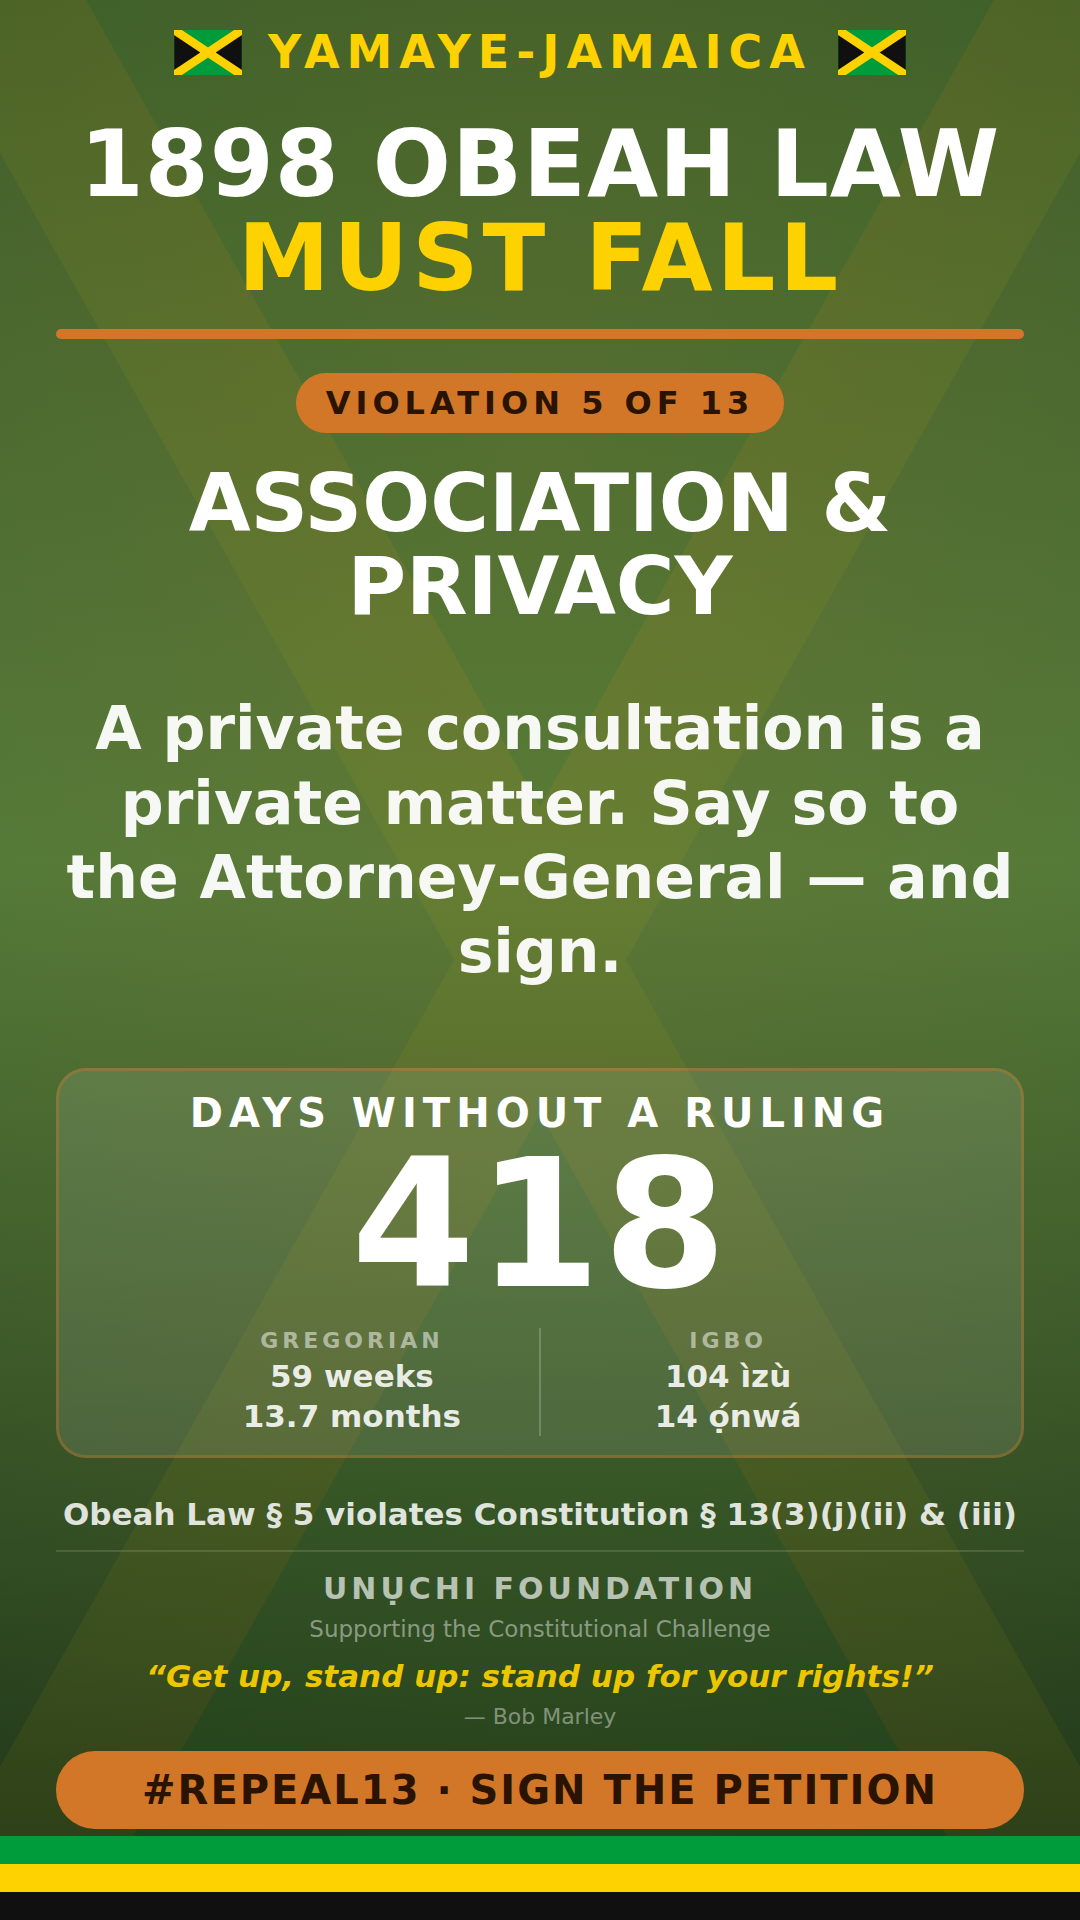 YAMAYE-JAMAICA
1898 OBEAH LAW
MUST FALL
VIOLATION 5 OF 13
ASSOCIATION &
PRIVACY
A private consultation is a
private matter. Say so to
the Attorney-General — and
sign.
DAYS WITHOUT A RULING
418
GREGORIAN
59 weeks
13.7 months
IGBO
104 ìzù
14 ọ́nwá
Obeah Law § 5 violates Constitution § 13(3)(j)(ii) & (iii)
UNỤCHI FOUNDATION
Supporting the Constitutional Challenge
“Get up, stand up: stand up for your rights!”
— Bob Marley
#REPEAL13 · SIGN THE PETITION